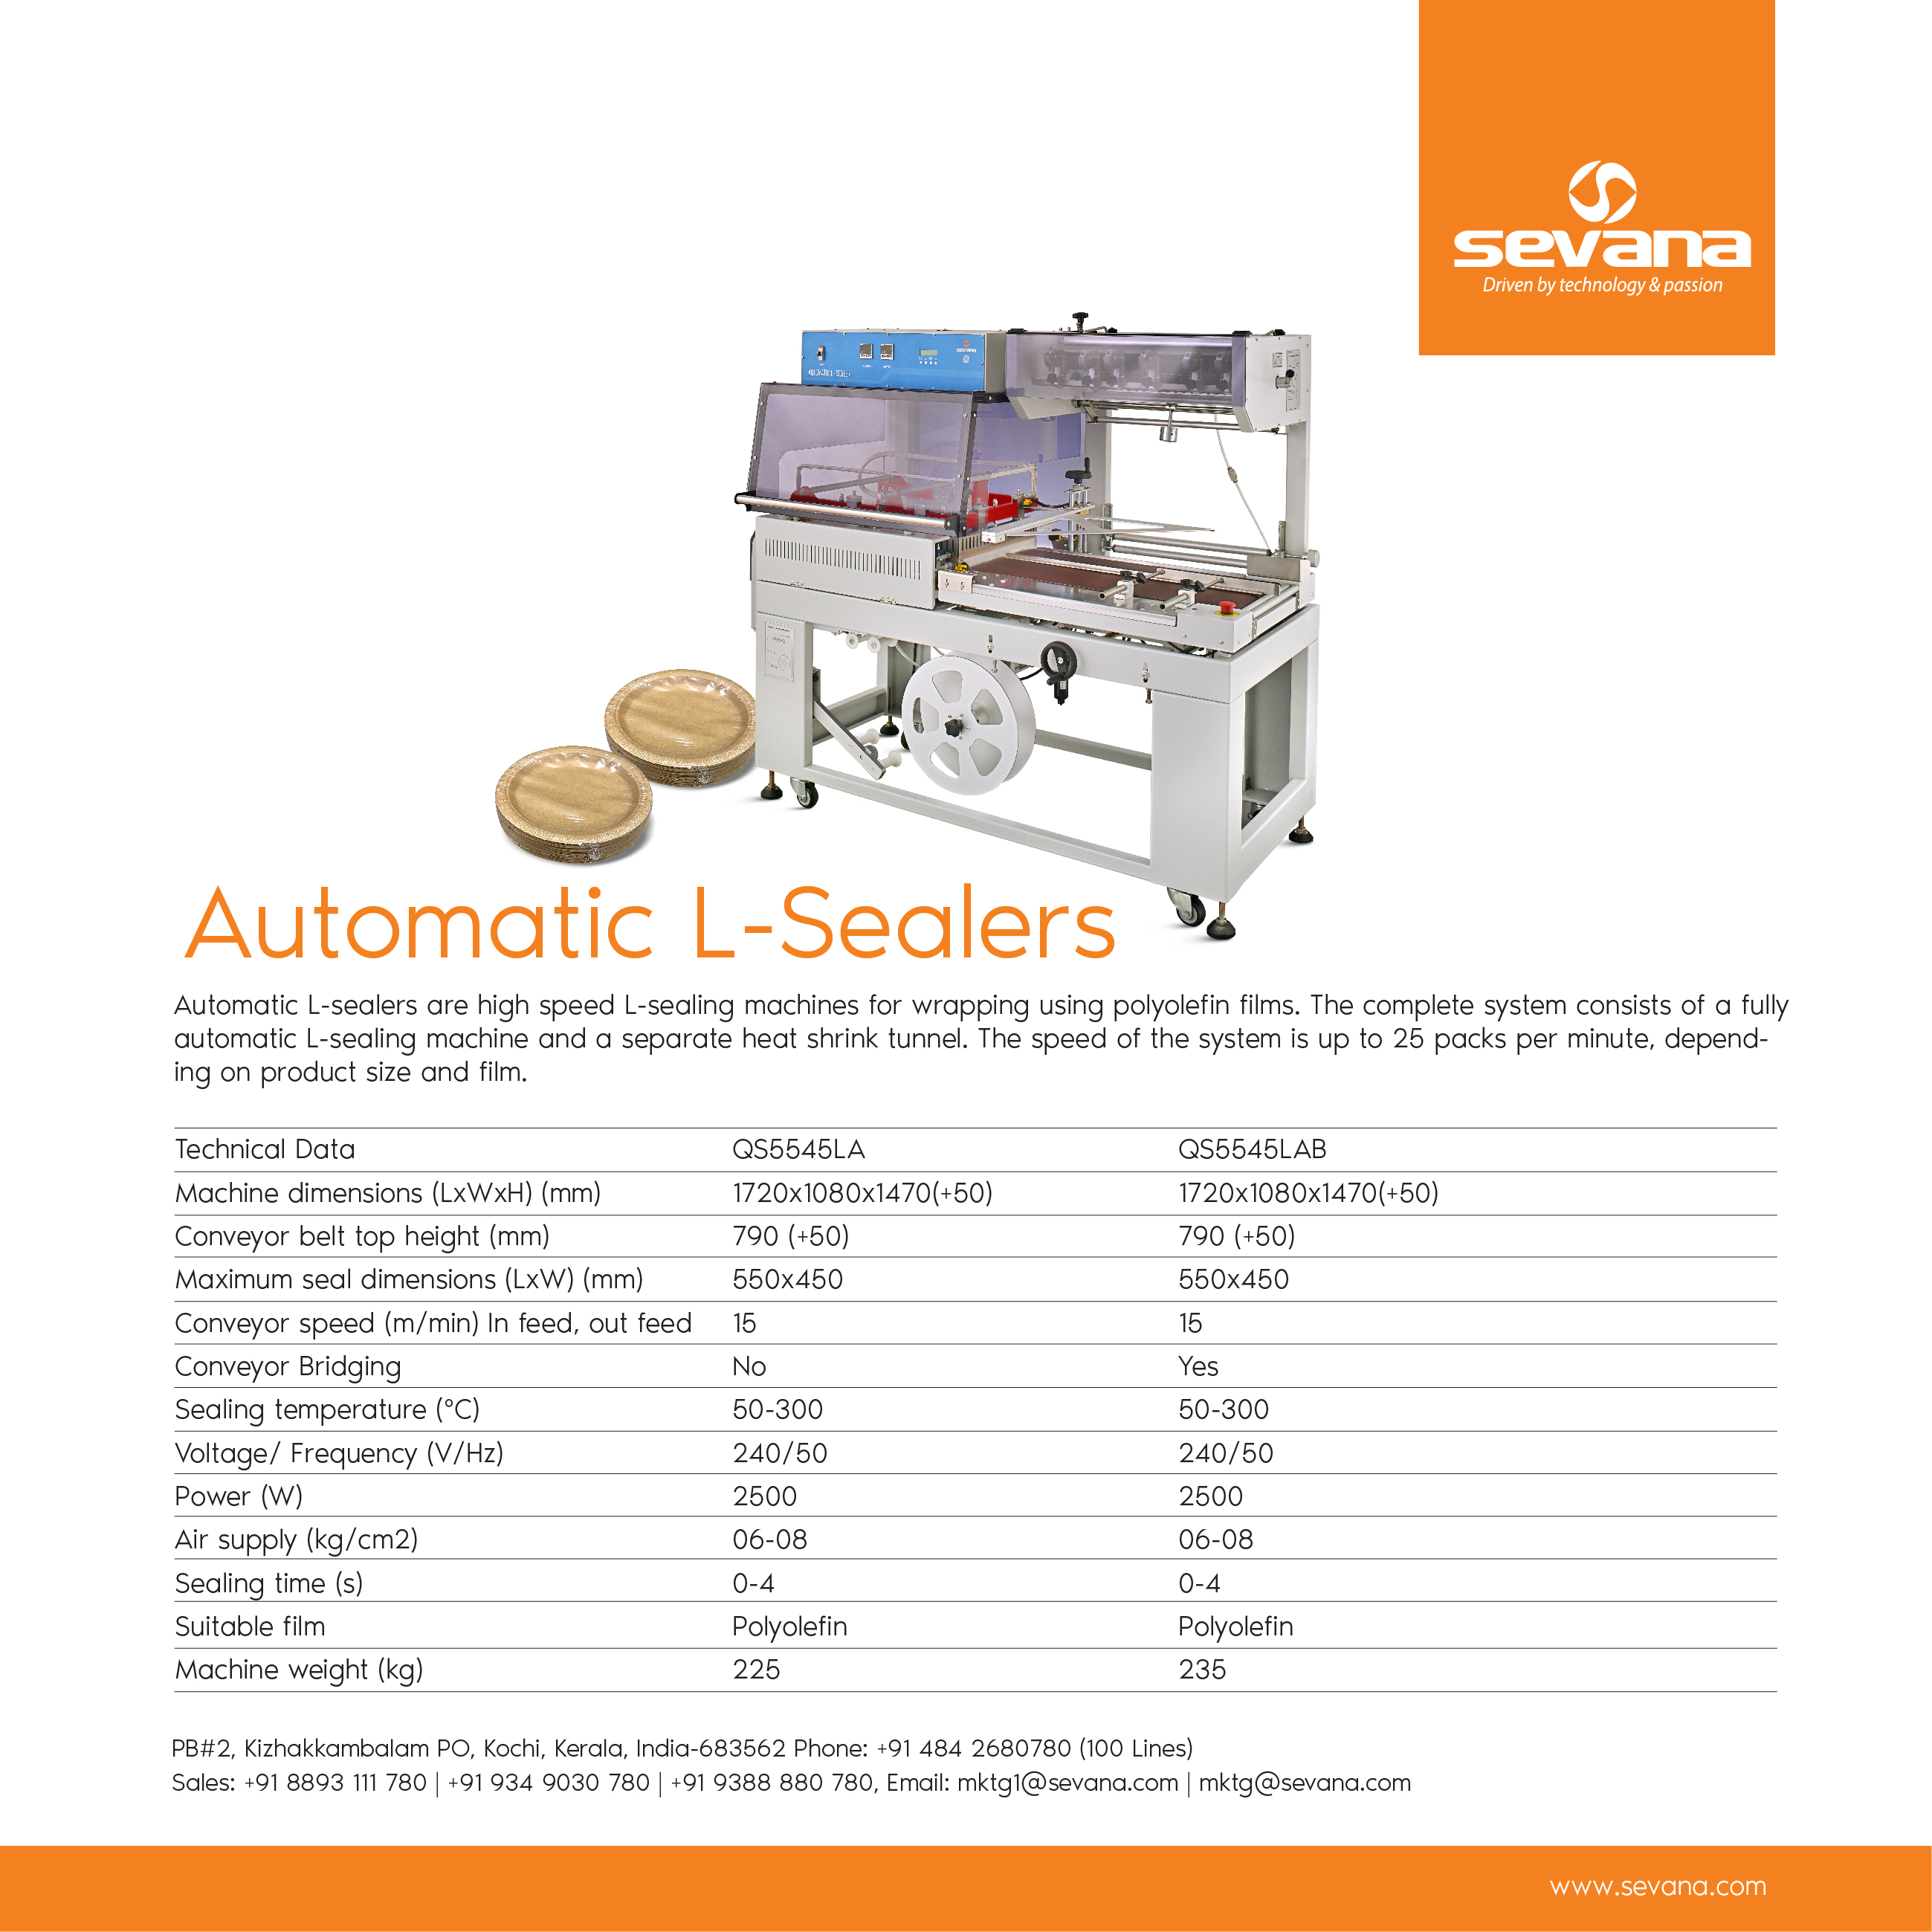 sevana
Driven by technology & passion
Automatic L-Sealers
Automatic L-sealers are high speed L-sealing machines for wrapping using polyolefin films. The complete system consists of a fully
automatic L-sealing machine and a separate heat shrink tunnel. The speed of the system is up to 25 packs per minute, depend-
ing on product size and film.
Technical Data QS5545LA QS5545LAB
Machine dimensions (LxWxH) (mm) 1720x1080x1470(+50) 1720x1080x1470(+50)
Conveyor belt top height (mm) 790 (+50) 790 (+50)
Maximum seal dimensions (LxW) (mm) 550x450 550x450
Conveyor speed (m/min) In feed, out feed 15 15
Conveyor Bridging No Yes
Sealing temperature (°C) 50-300 50-300
Voltage/ Frequency (V/Hz) 240/50 240/50
Power (W) 2500 2500
Air supply (kg/cm2) 06-08 06-08
Sealing time (s) 0-4 0-4
Suitable film Polyolefin Polyolefin
Machine weight (kg) 225 235
PB#2, Kizhakkambalam PO, Kochi, Kerala, India-683562 Phone: +91 484 2680780 (100 Lines)
Sales: +91 8893 111 780 | +91 934 9030 780 | +91 9388 880 780, Email: mktg1@sevana.com | mktg@sevana.com
www.sevana.com